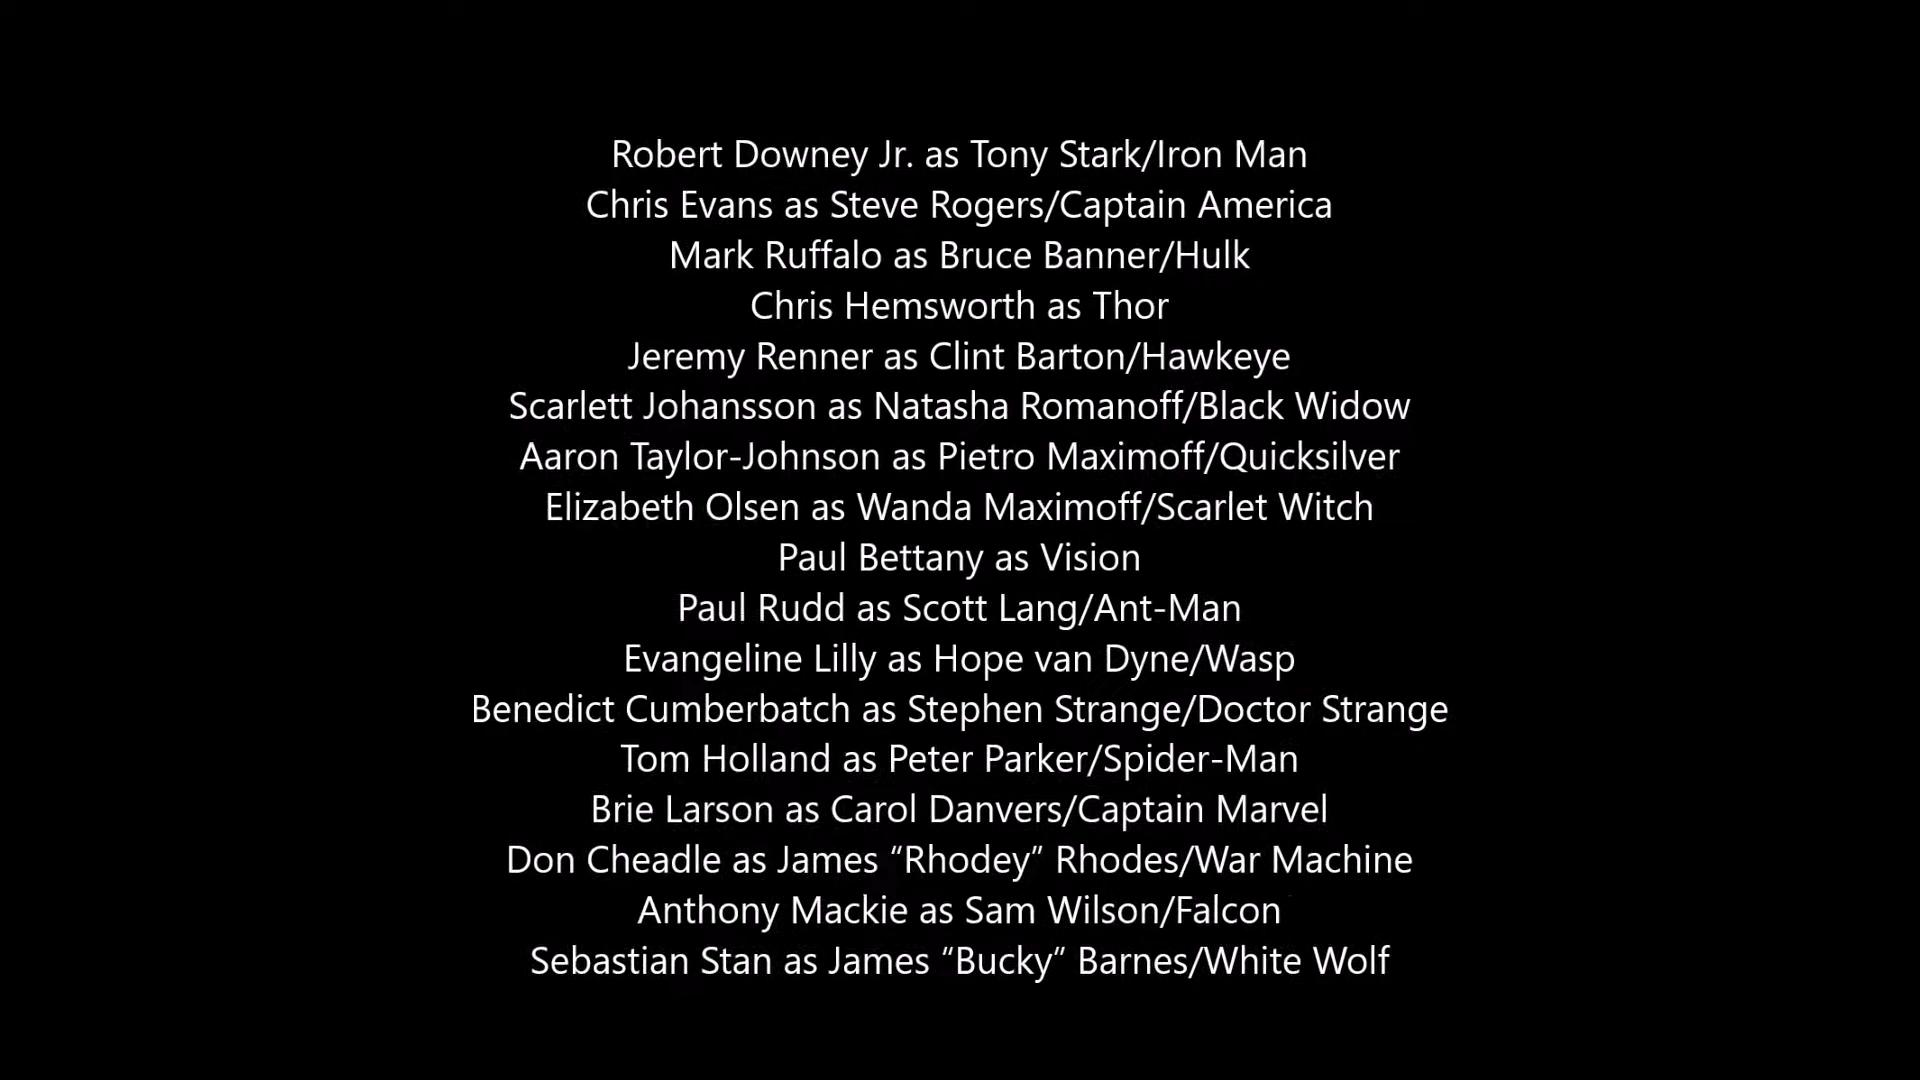 Robert Downey Jr. as Tony Stark/Iron Man
Chris Evans as Steve Rogers/Captain America
Mark Ruffalo as Bruce Banner/Hulk
Chris Hemsworth as Thor
Jeremy Renner as Clint Barton/Hawkeye
Scarlett Johansson as Natasha Romanoff/Black Widow
Aaron Taylor-Johnson as Pietro Maximoff/Quicksilver
Elizabeth Olsen as Wanda Maximoff/Scarlet Witch
Paul Bettany as Vision
Paul Rudd as Scott Lang/Ant-Man
Evangeline Lilly as Hope van Dyne/Wasp
Benedict Cumberbatch as Stephen Strange/Doctor Strange
Tom Holland as Peter Parker/Spider-Man
Brie Larson as Carol Danvers/Captain Marvel
Don Cheadle as James “Rhodey” Rhodes/War Machine
Anthony Mackie as Sam Wilson/Falcon
Sebastian Stan as James “Bucky” Barnes/White Wolf